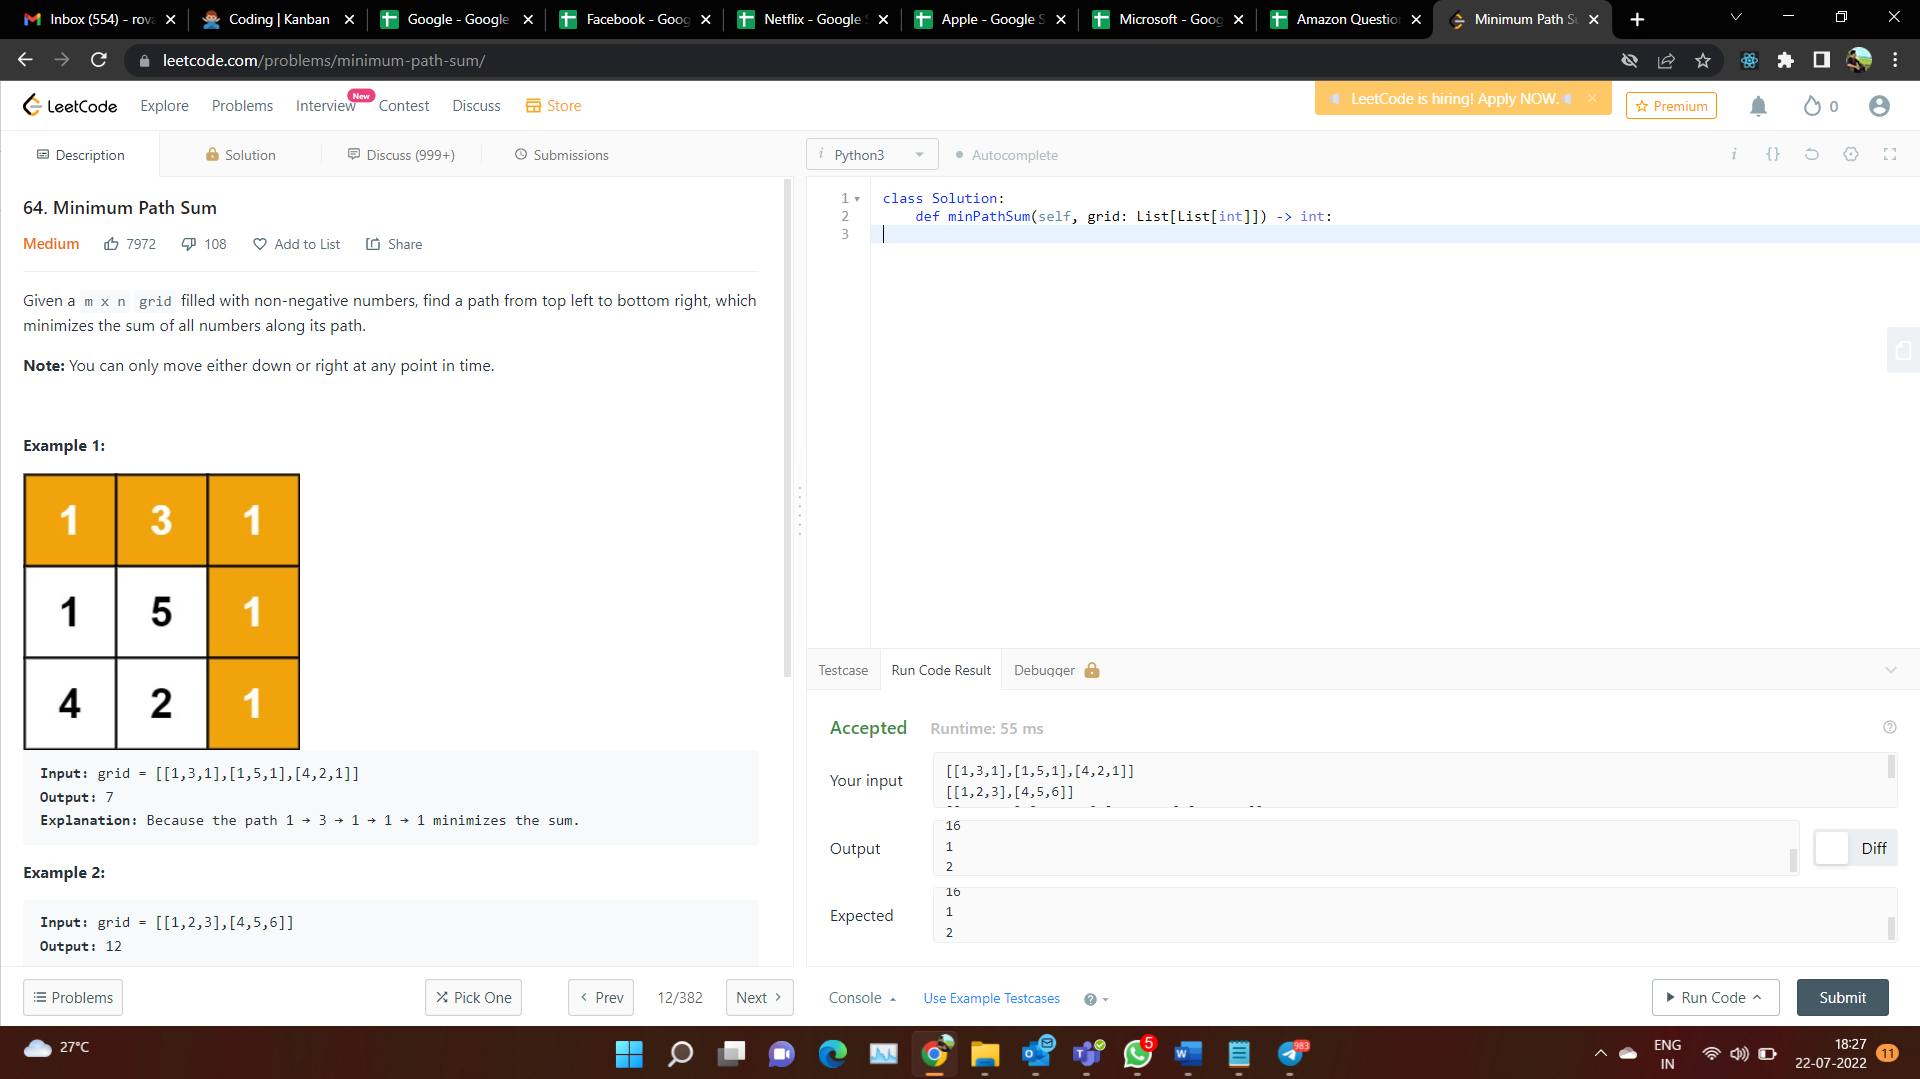 Inbox (554) - rova
Coding | Kanban
Google - Google
Facebook - Goog
Netflix - Google S
Apple - Google S
Microsoft - Goog
Amazon Questio
Minimum Path Su
leetcode.com/problems/minimum-path-sum/
LeetCode
Explore
Problems
Interview
New
Contest
Discuss
Store
LeetCode is hiring! Apply NOW.
Premium
0
Description
Solution
Discuss (999+)
Submissions
i Python3
Autocomplete
i {}
64. Minimum Path Sum
Medium
7972
108
Add to List
Share
Given a m x n grid filled with non-negative numbers, find a path from top left to bottom right, which
minimizes the sum of all numbers along its path.
Note: You can only move either down or right at any point in time.
Example 1:
1 3 1
1 5 1
4 2 1
Input: grid = [[1,3,1],[1,5,1],[4,2,1]]
Output: 7
Explanation: Because the path 1 → 3 → 1 → 1 → 1 minimizes the sum.
Example 2:
Input: grid = [[1,2,3],[4,5,6]]
Output: 12
Problems
Pick One
Prev
12/382
Next
1 class Solution:
2 def minPathSum(self, grid: List[List[int]]) -> int:
3
Testcase
Run Code Result
Debugger
Accepted
Runtime: 55 ms
Your input
[[1,3,1],[1,5,1],[4,2,1]]
[[1,2,3],[4,5,6]]
Output
16
1
2
Diff
Expected
16
1
2
Console
Use Example Testcases
Run Code
Submit
27°C
5
983
ENG
IN
18:27
22-07-2022
11